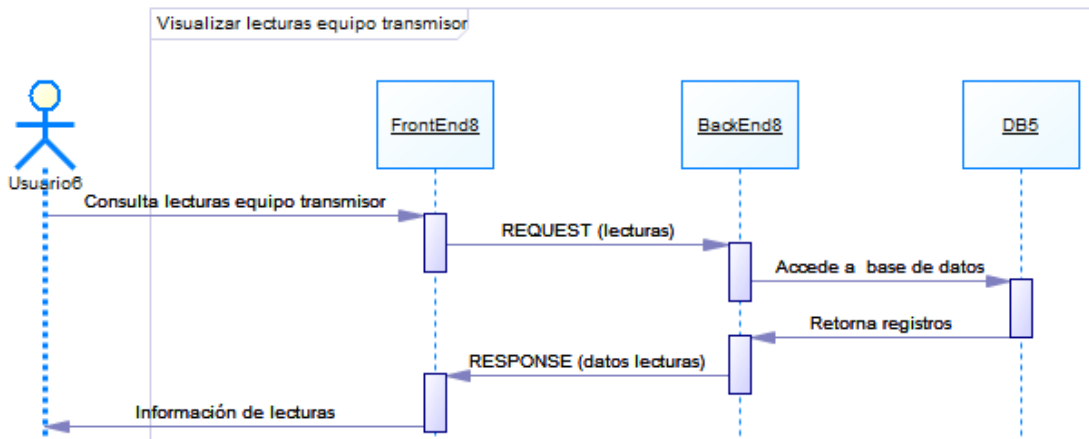 Visualizar lecturas equipo transmisor
FrontEnd8
BackEnd8
DB5
Usuario6
Consulta lecturas equipo transmisor
REQUEST (lecturas)
Accede a base de datos
Retorna registros
RESPONSE (datos lecturas)
Información de lecturas